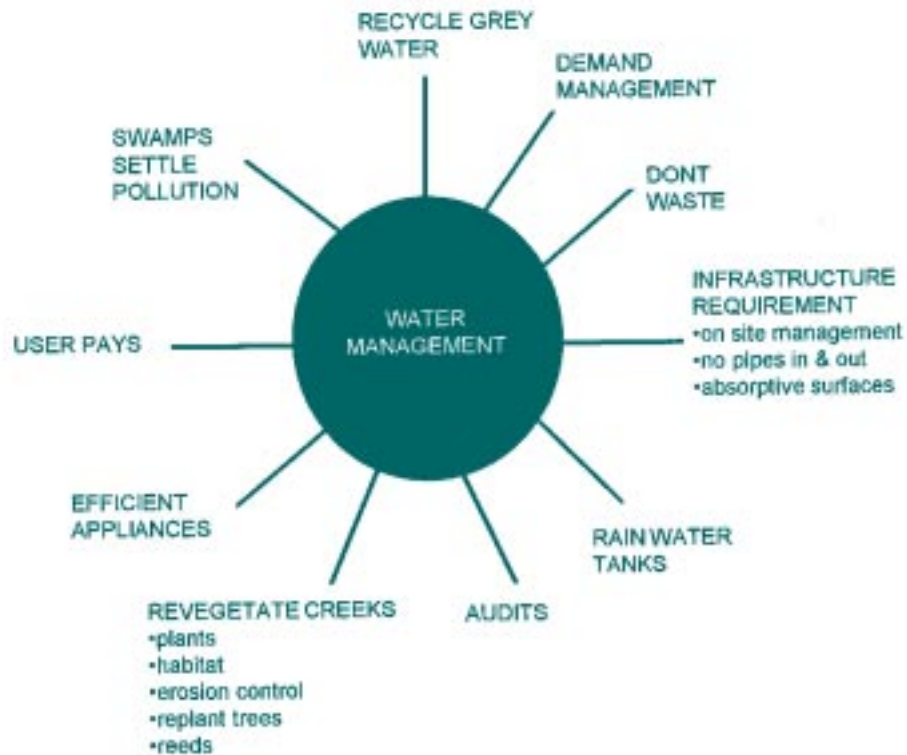 RECYCLE GREY
WATER
DEMAND
MANAGEMENT
SWAMPS
SETTLE
POLLUTION
DONT
WASTE
INFRASTRUCTURE
REQUIREMENT
•on site management
•no pipes in & out
•absorptive surfaces
WATER
MANAGEMENT
USER PAYS
EFFICIENT
APPLIANCES
RAIN WATER
TANKS
REVEGETATE CREEKS
•plants
•habitat
•erosion control
•replant trees
•reeds
AUDITS